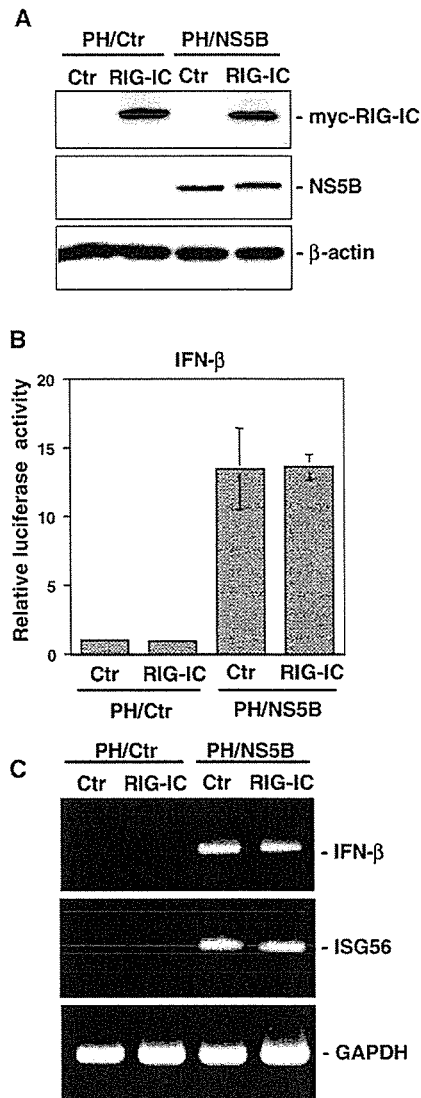 A
PH/Ctr PH/NS5B
Ctr RIG-IC Ctr RIG-IC
- myc-RIG-IC
- NS5B
- β-actin
B
IFN-β
Relative luciferase activity
20
15
10
5
0
Ctr RIG-IC Ctr RIG-IC
PH/Ctr PH/NS5B
C
PH/Ctr PH/NS5B
Ctr RIG-IC Ctr RIG-IC
- IFN-β
- ISG56
- GAPDH